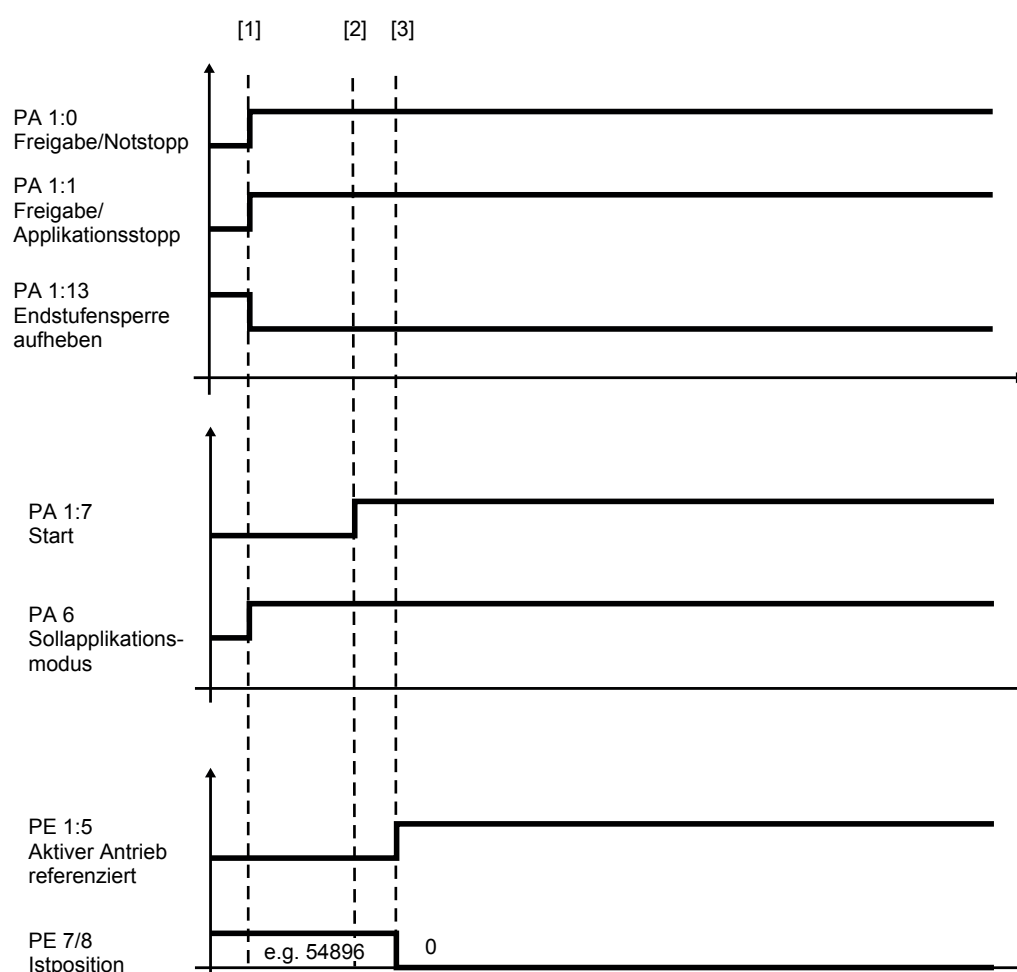 [1] [2] [3]
PA 1:0
Freigabe/Notstopp
PA 1:1
Freigabe/
Applikationsstopp
PA 1:13
Endstufensperre
aufheben
PA 1:7
Start
PA 6
Sollapplikations-
modus
PE 1:5
Aktiver Antrieb
referenziert
PE 7/8
Istposition
e.g. 54896
0